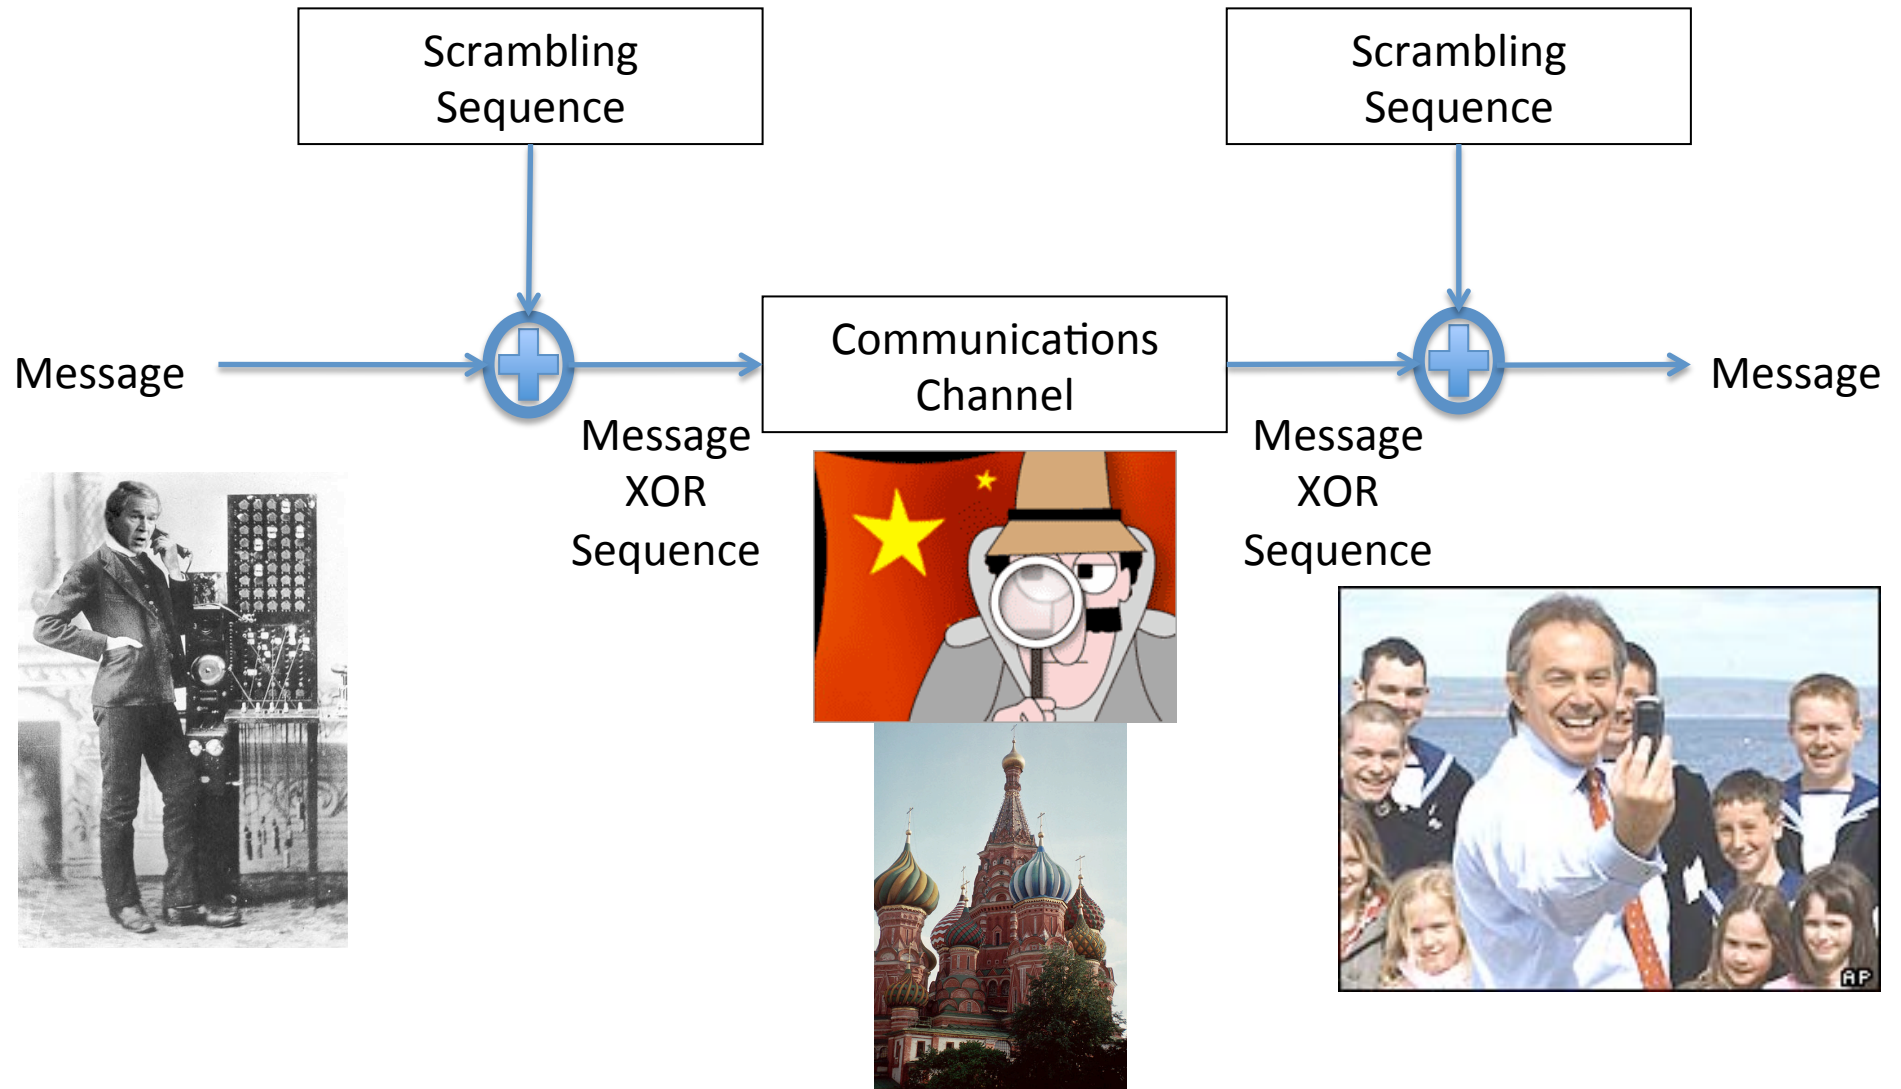 Scrambling
Sequence
Scrambling
Sequence
Message
Communications
Channel
Message
Message
XOR
Sequence
Message
XOR
Sequence
AP